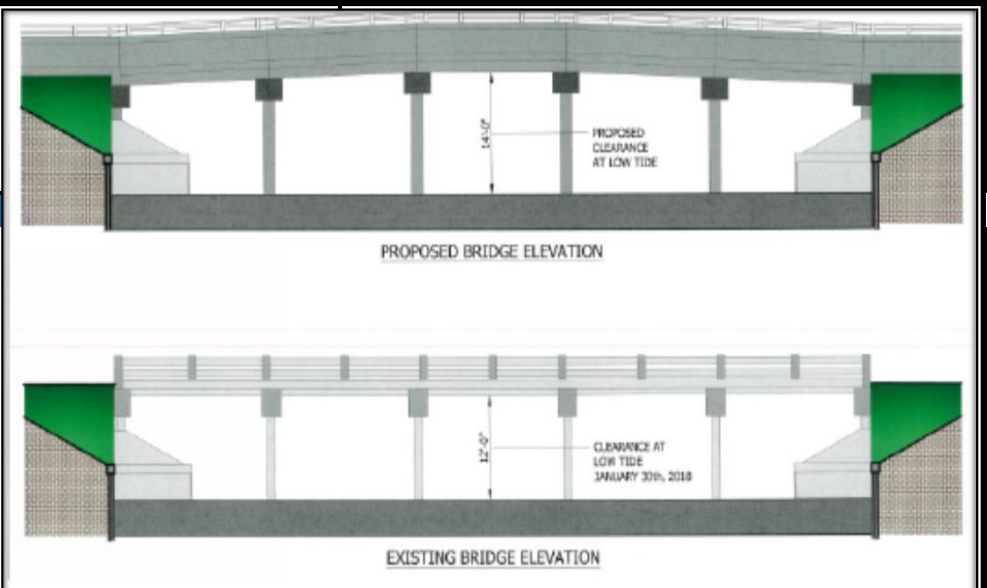 14'-0"
PROPOSED
CLEARANCE
AT LOW TIDE
PROPOSED BRIDGE ELEVATION
12'-0"
CLEARANCE AT
LOW TIDE
JANUARY 30th, 2018
EXISTING BRIDGE ELEVATION